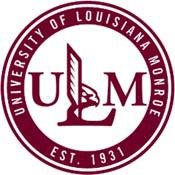 UNIVERSITY OF LOUISIANA MONROE
ULM
EST. 1931